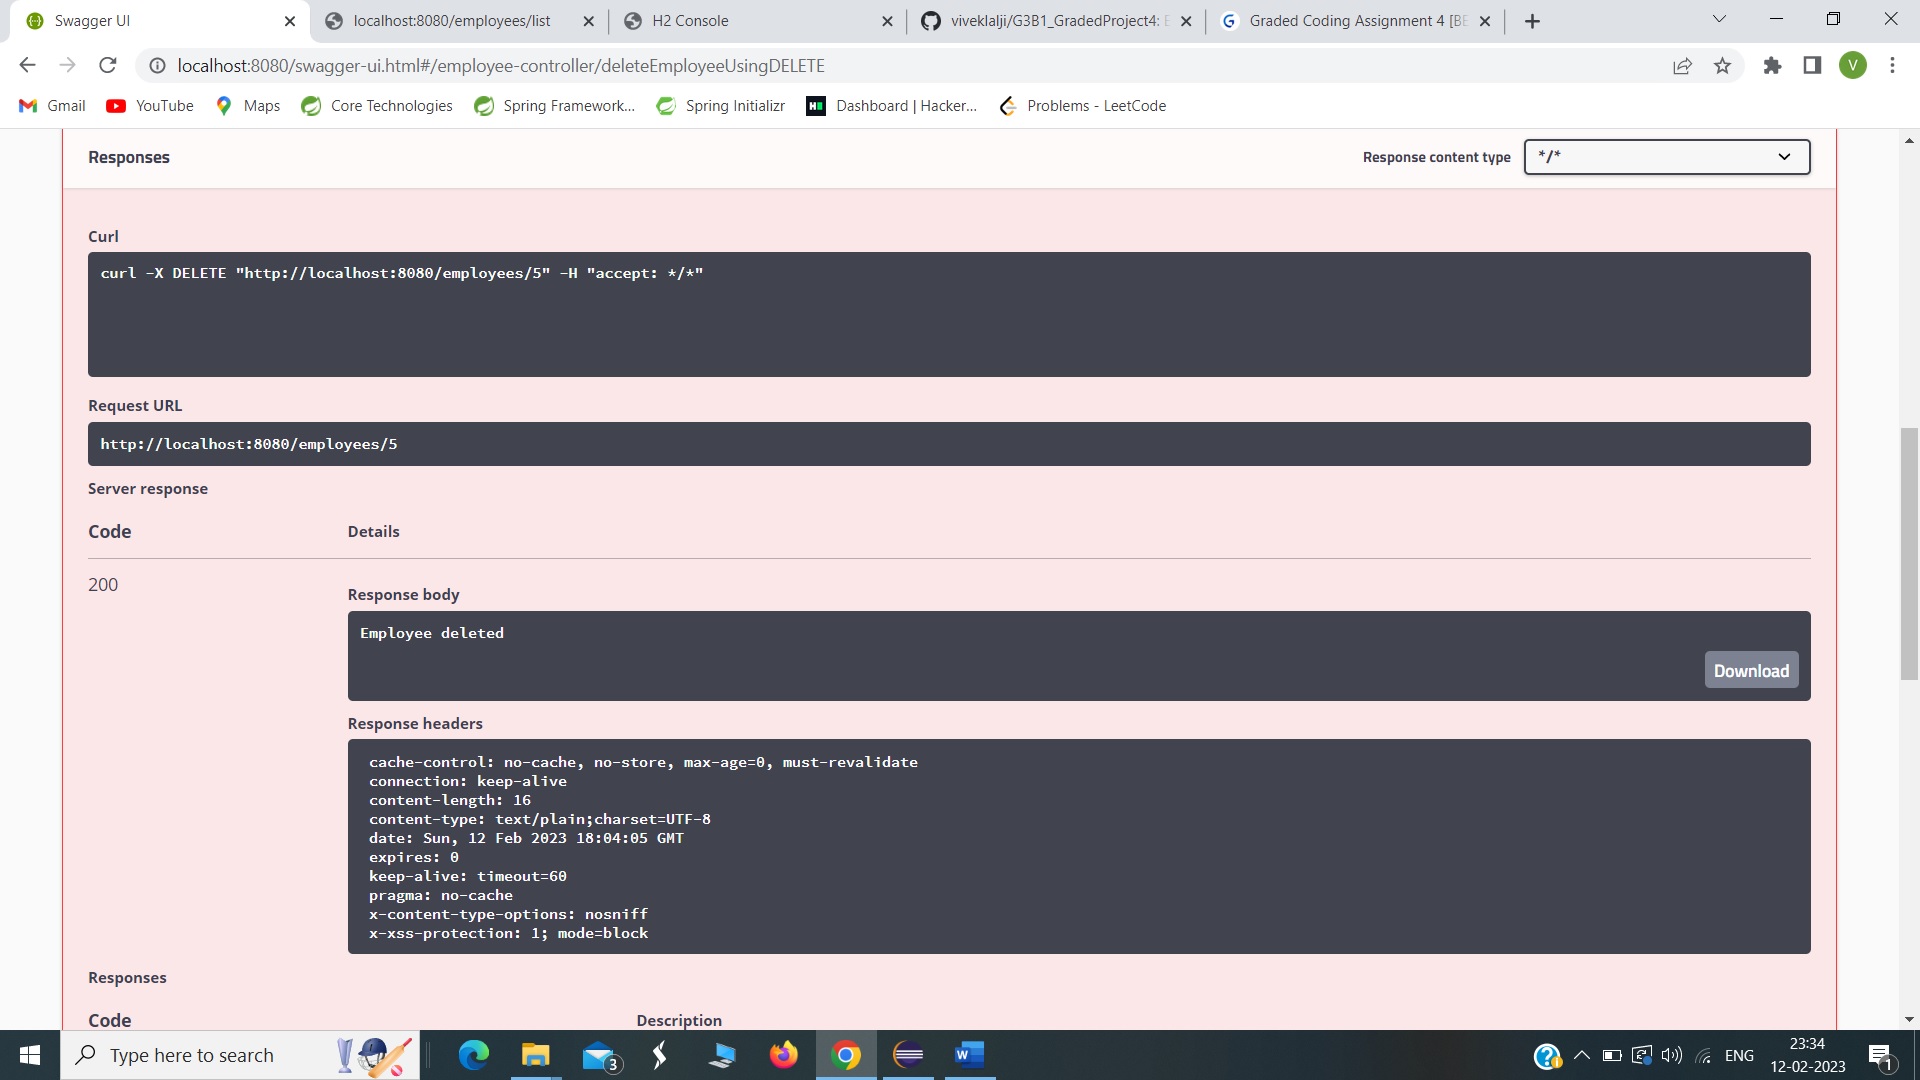 Swagger UI
localhost:8080/employees/list
H2 Console
viveklalji/G3B1_GradedProject4: E
Graded Coding Assignment 4 [BE
localhost:8080/swagger-ui.html#/employee-controller/deleteEmployeeUsingDELETE
V
Gmail
YouTube
Maps
Core Technologies
Spring Framework...
Spring Initializr
Dashboard | Hacker...
Problems - LeetCode
Responses
Response content type
*/*
Curl
curl -X DELETE "http://localhost:8080/employees/5" -H "accept: */*"
Request URL
http://localhost:8080/employees/5
Server response
Code
Details
200
Response body
Employee deleted
Download
Response headers
cache-control: no-cache, no-store, max-age=0, must-revalidate
connection: keep-alive
content-length: 16
content-type: text/plain;charset=UTF-8
date: Sun, 12 Feb 2023 18:04:05 GMT
expires: 0
keep-alive: timeout=60
pragma: no-cache
x-content-type-options: nosniff
x-xss-protection: 1; mode=block
Responses
Code
Description
Type here to search
3
ENG
23:34
12-02-2023
1